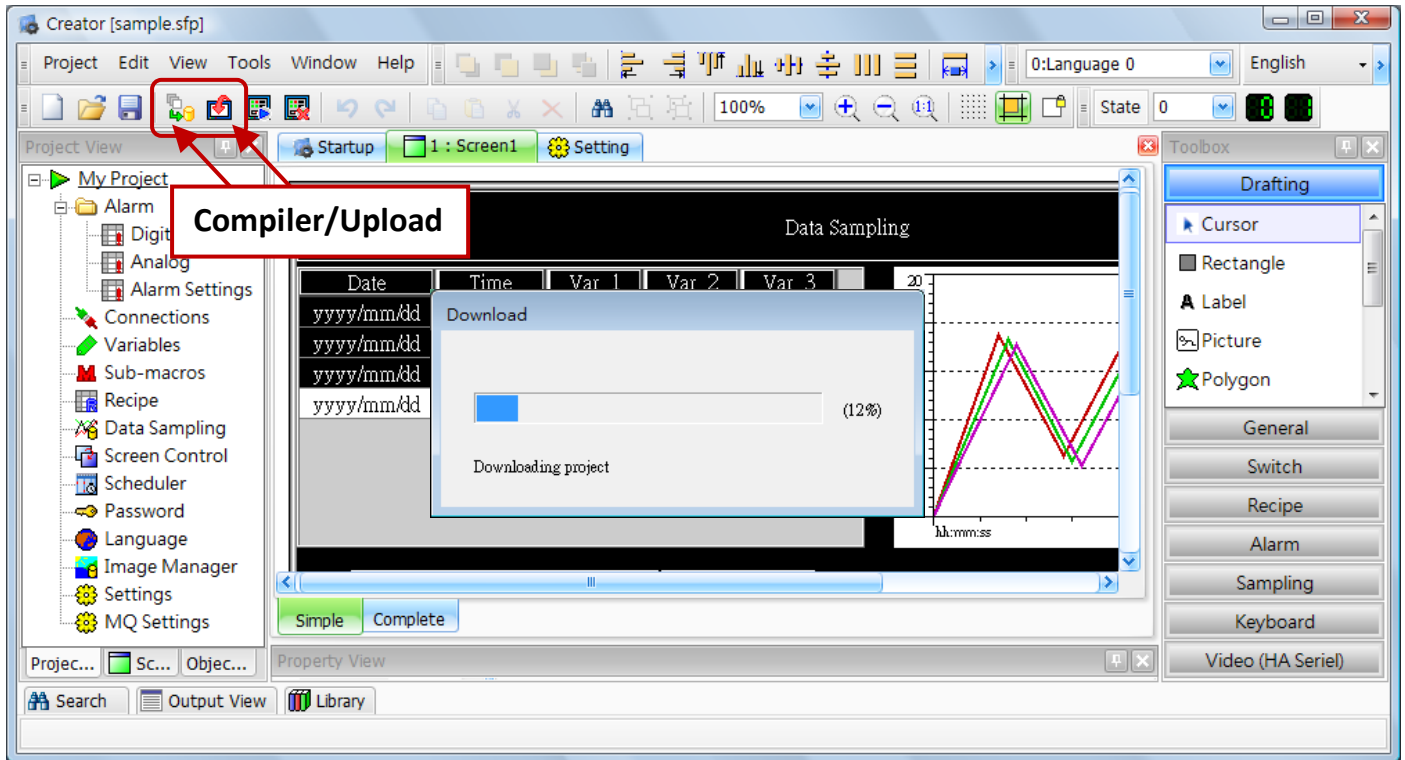 Creator [sample.sfp]
Project Edit View Tools Window Help 0:Language 0 English
100% 1:1 State 0
Project View
My Project
Alarm
Digit
Analog
Alarm Settings
Connections
Variables
Sub-macros
Recipe
Data Sampling
Screen Control
Scheduler
Password
Language
Image Manager
Settings
MQ Settings
Projec... Sc... Objec...
Compiler/Upload
Startup 1 : Screen1 Setting
Data Sampling
Date Time Var 1 Var 2 Var 3
yyyy/mm/dd
yyyy/mm/dd
yyyy/mm/dd
yyyy/mm/dd
20
hh:mm:ss
Download
(12%)
Downloading project
Simple Complete
Property View
Toolbox
Drafting
Cursor
Rectangle
A Label
Picture
Polygon
General
Switch
Recipe
Alarm
Sampling
Keyboard
Video (HA Seriel)
Search Output View Library